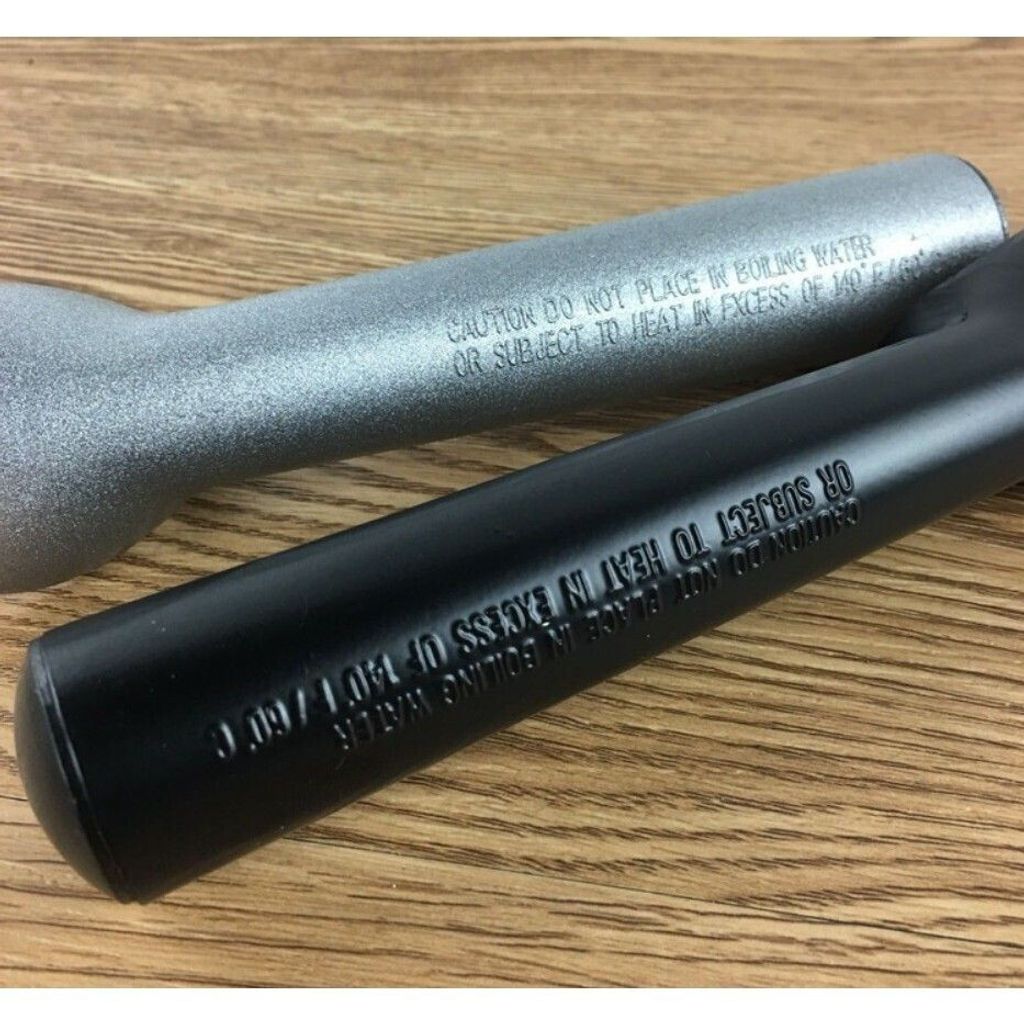 CAUTION DO NOT PLACE IN BOILING WATER
OR SUBJECT TO HEAT IN EXCESS OF 140°F/60°C
CAUTION DO NOT PLACE IN BOILING WATER
OR SUBJECT TO HEAT IN EXCESS OF 140°F/60°C